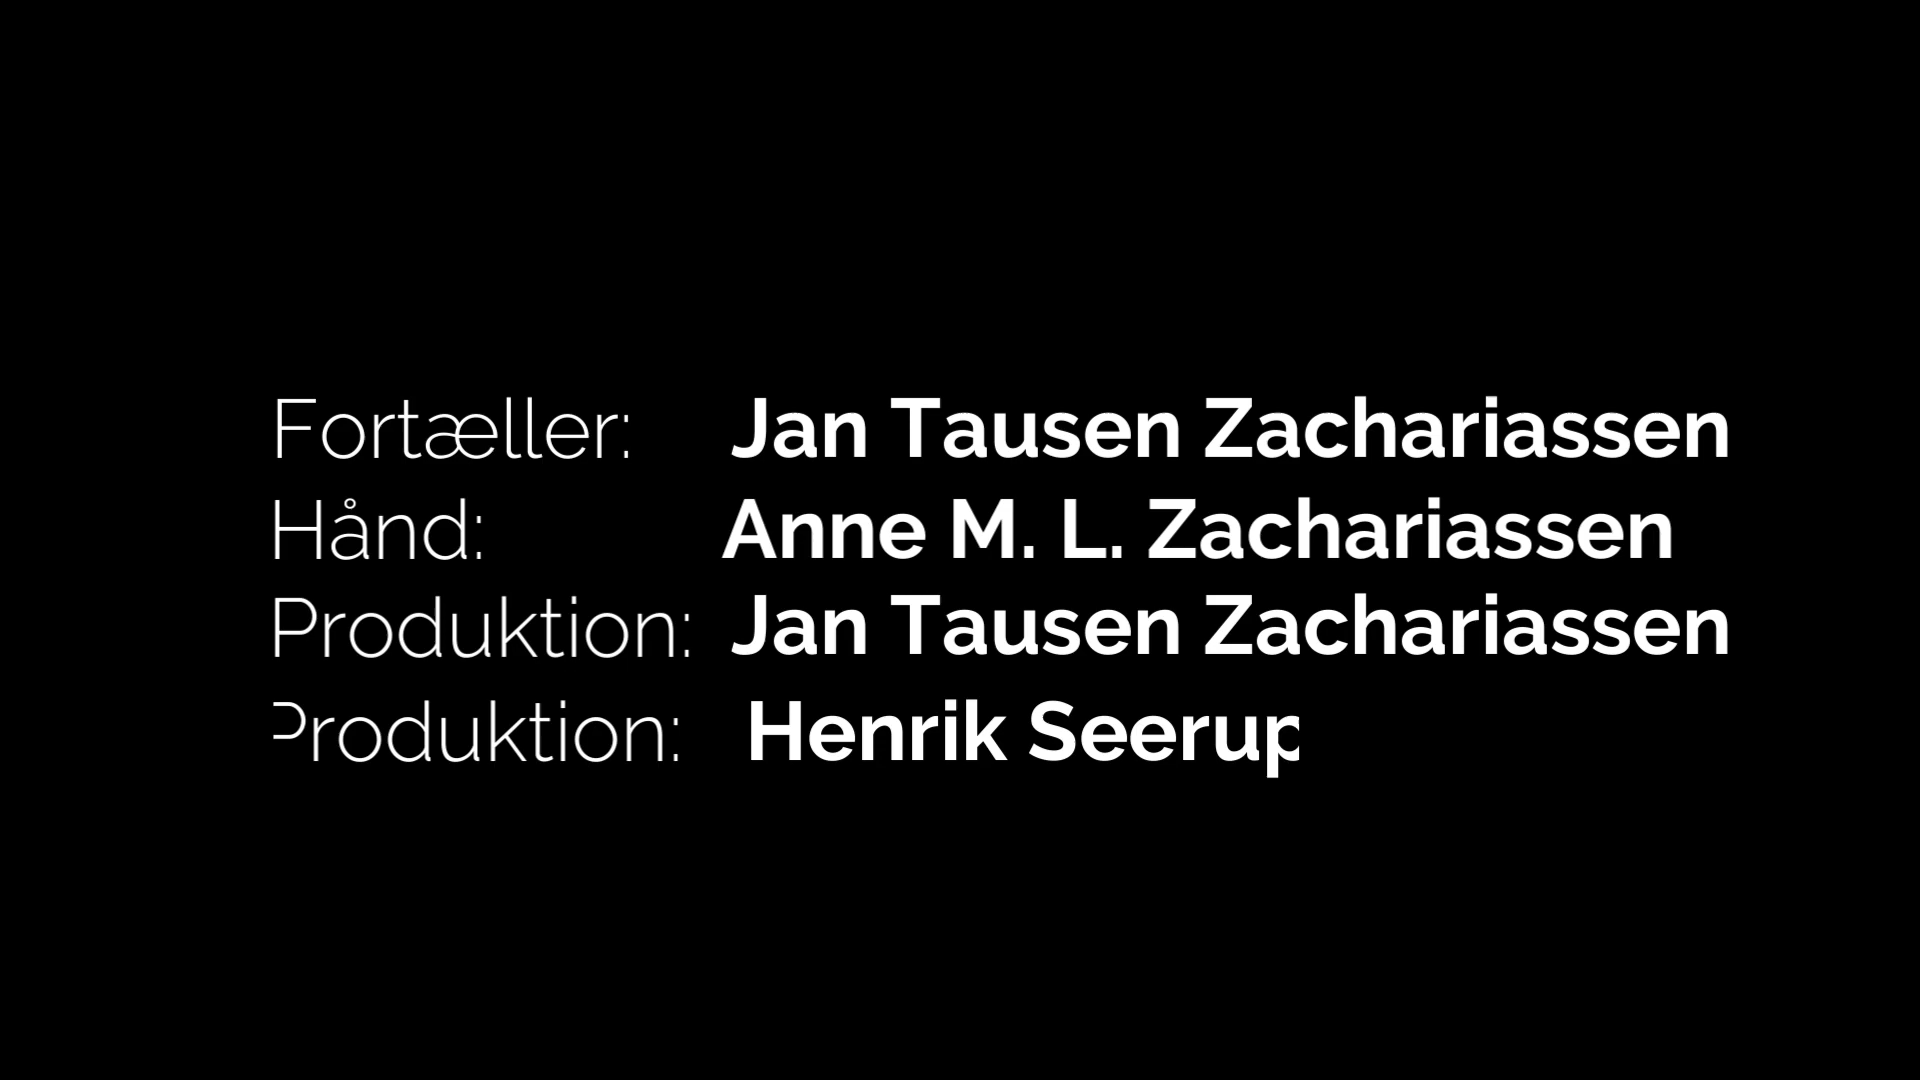 Fortæller: Jan Tausen Zachariassen
Hånd: Anne M. L. Zachariassen
Produktion: Jan Tausen Zachariassen
Produktion: Henrik Seerup